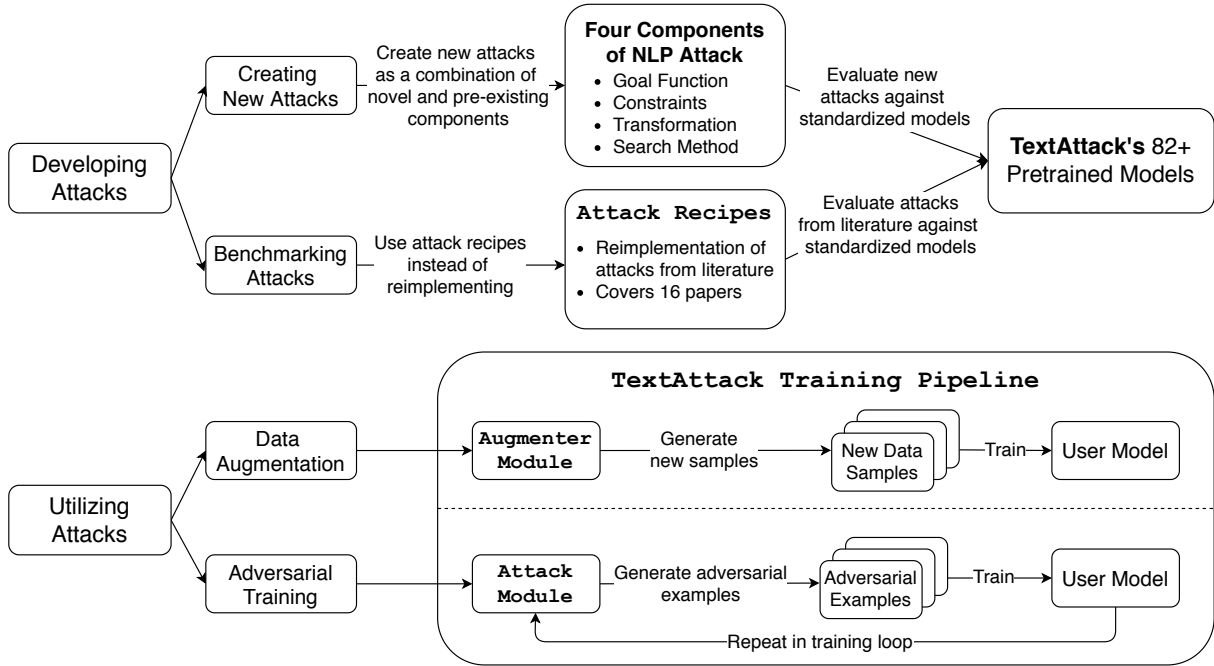 Developing
Attacks
Creating
New Attacks
Create new attacks
as a combination of
novel and pre-existing
components
Four Components
of NLP Attack
• Goal Function
• Constraints
• Transformation
• Search Method
Evaluate new
attacks against
standardized models
TextAttack's 82+
Pretrained Models
Benchmarking
Attacks
Use attack recipes
instead of
reimplementing
Attack Recipes
• Reimplementation of
attacks from literature
• Covers 16 papers
Evaluate attacks
from literature against
standardized models
Utilizing
Attacks
TextAttack Training Pipeline
Data
Augmentation
Augmenter
Module
Generate
new samples
New Data
Samples
Train
User Model
Adversarial
Training
Attack
Module
Generate adversarial
examples
Adversarial
Examples
Train
User Model
Repeat in training loop